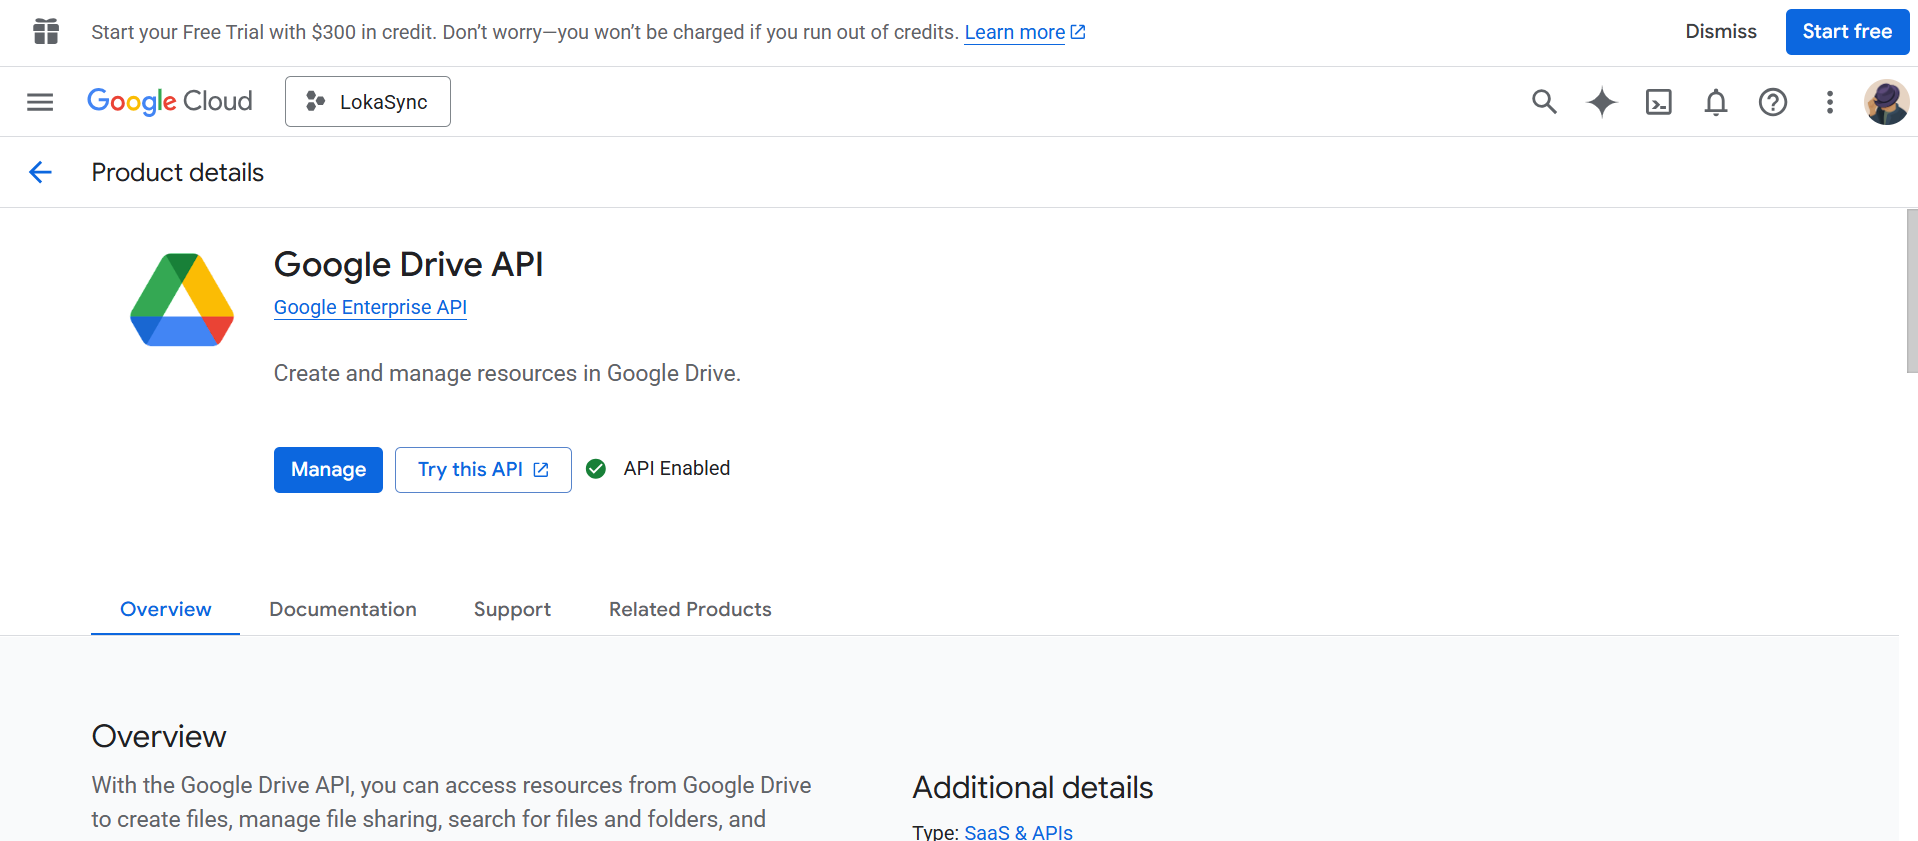 Start your Free Trial with $300 in credit. Don’t worry—you won’t be charged if you run out of credits. Learn more
Dismiss
Start free
Google Cloud
LokaSync
Product details
Google Drive API
Google Enterprise API
Create and manage resources in Google Drive.
Manage
Try this API
API Enabled
Overview
Documentation
Support
Related Products
Overview
With the Google Drive API, you can access resources from Google Drive
to create files, manage file sharing, search for files and folders, and
Additional details
Type: SaaS & APIs